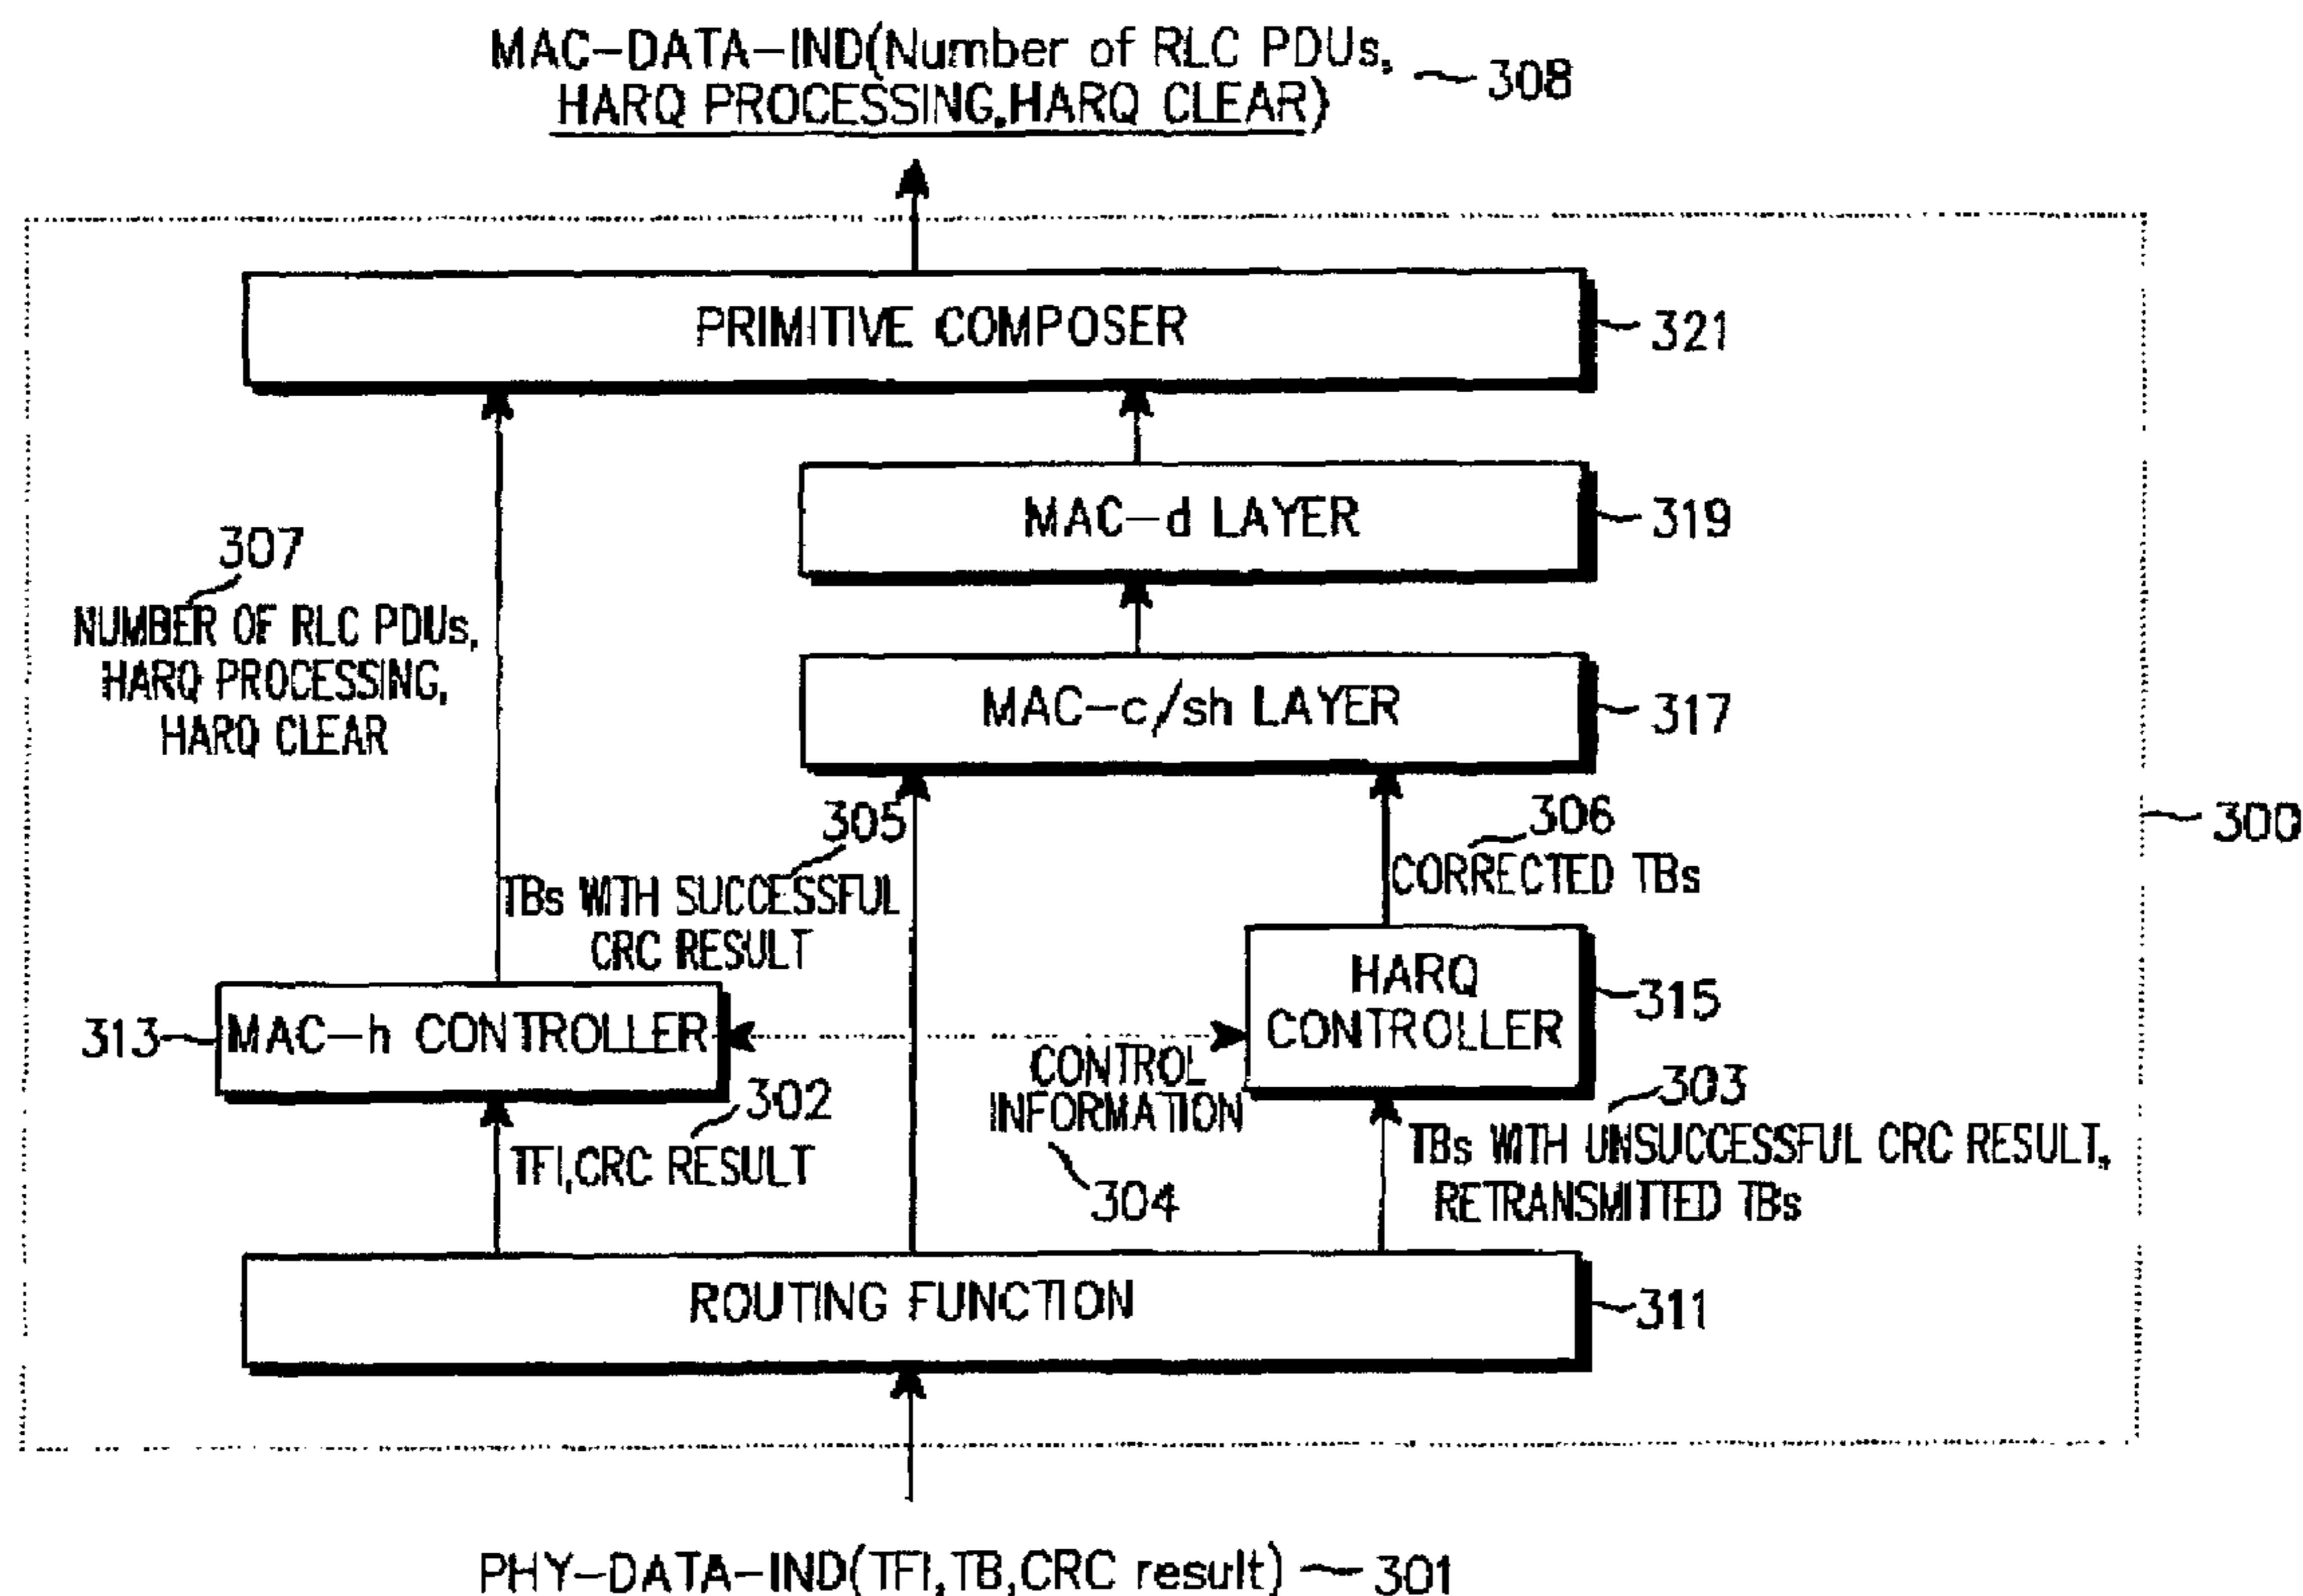 MAC-DATA-IND(Number of RLC PDUs,
HARQ PROCESSING,HARQ CLEAR)
308
PRIMITIVE COMPOSER
321
MAC-d LAYER
319
307
NUMBER OF RLC PDUs,
HARQ PROCESSING,
HARQ CLEAR
MAC-c/sh LAYER
317
305
TBs WITH SUCCESSFUL
CRC RESULT
306
CORRECTED TBs
300
313
MAC-h CONTROLLER
HARQ
CONTROLLER
315
CONTROL
INFORMATION
304
302
TFI,CRC RESULT
303
TBs WITH UNSUCCESSFUL CRC RESULT,
RETRANSMITTED TBs
ROUTING FUNCTION
311
PHY-DATA-IND(TFI,TB,CRC result)
301